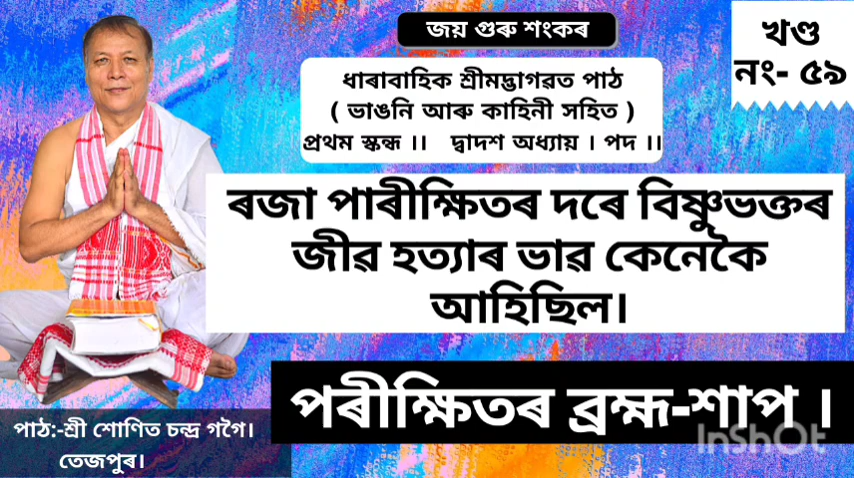 জয় গুৰু শংকৰ
খণ্ড
নং- ৫৯
ধাৰাবাহিক শ্ৰীমদ্ভাগৱত পাঠ
( ভাঙনি আৰু কাহিনী সহিত )
প্ৰথম স্কন্ধ ।। দ্বাদশ অধ্যায় । পদ ।।
ৰজা পাৰীক্ষিতৰ দৰে বিষ্ণুভক্তৰ
জীৱ হত্যাৰ ভাৱ কেনেকৈ
আহিছিল।
পৰীক্ষিতৰ ব্ৰহ্ম-শাপ ।
InShOt
পাঠ:-শ্ৰী শোণিত চন্দ্ৰ গগৈ।
তেজপুৰ।